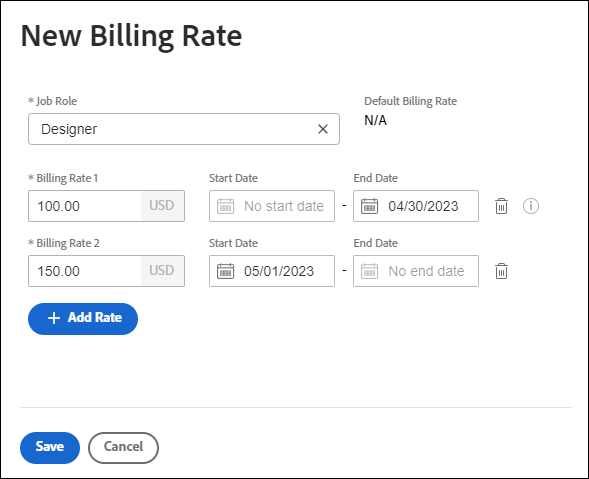 New Billing Rate
* Job Role
Default Billing Rate
Designer
N/A
* Billing Rate 1
Start Date
End Date
100.00 USD
No start date - 04/30/2023
* Billing Rate 2
Start Date
End Date
150.00 USD
05/01/2023 - No end date
+ Add Rate
Save
Cancel